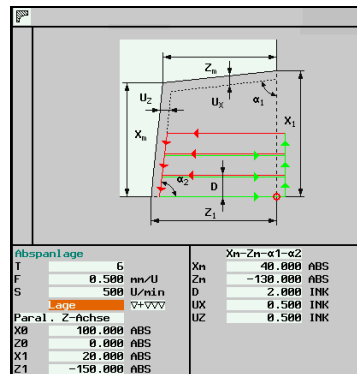 Zm
UZ
UX
α1
Xm
X1
α2
D
Z1
Abspanlage
T 6
F 0.500 mm/U
S 500 U/min
Lage ▽+▽▽▽
Paral. Z-Achse
X0 100.000 ABS
Z0 0.000 ABS
X1 20.000 ABS
Z1 -150.000 ABS
Xm-Zm-α1-α2
Xm 40.000 ABS
Zm -130.000 ABS
D 2.000 INK
UX 0.500 INK
UZ 0.500 INK